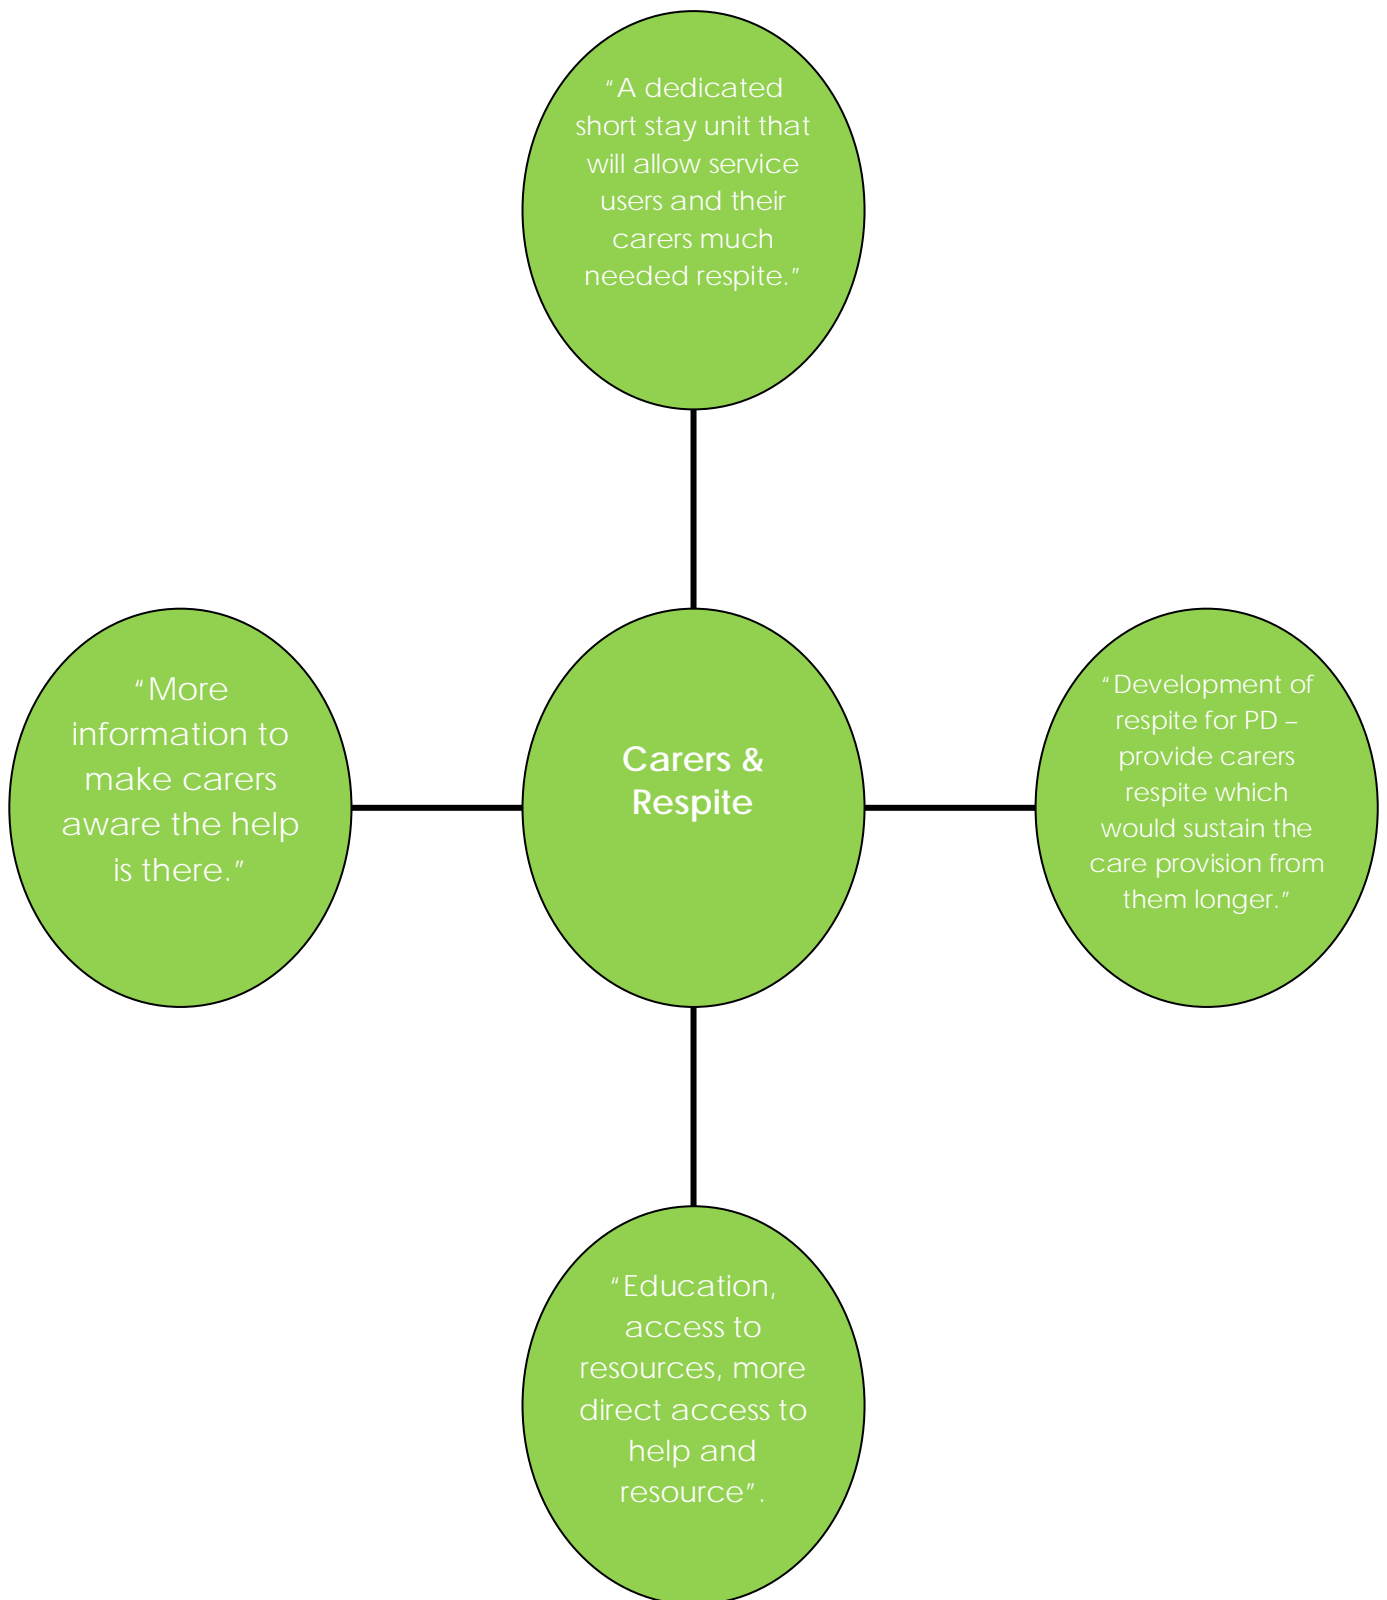 “A dedicated
short stay unit that
will allow service
users and their
carers much
needed respite.”
“More
information to
make carers
aware the help
is there.”
Carers &
Respite
“Development of
respite for PD –
provide carers
respite which
would sustain the
care provision from
them longer.”
“Education,
access to
resources, more
direct access to
help and
resource”.